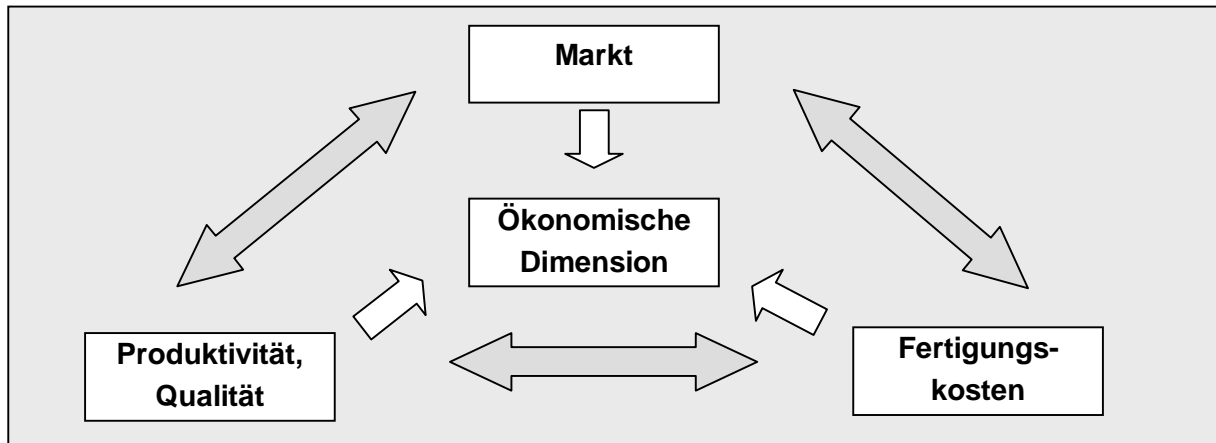 Markt
Ökonomische
Dimension
Produktivität,
Qualität
Fertigungs-
kosten